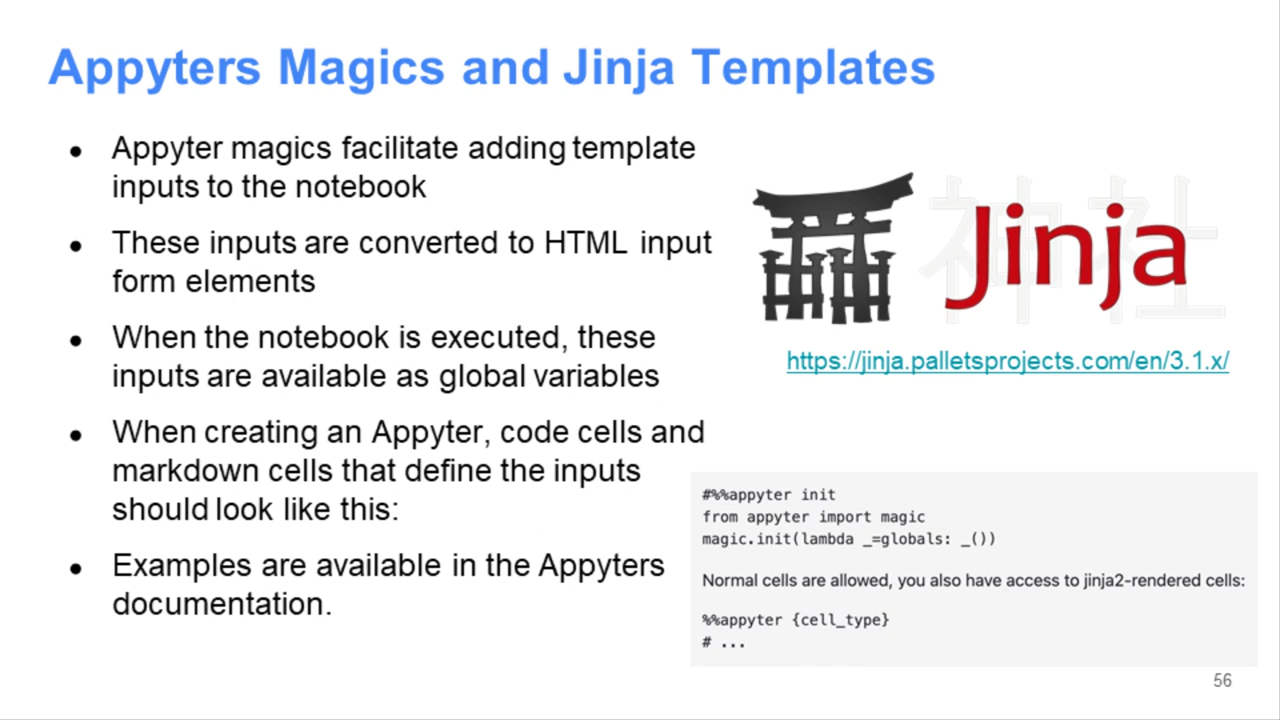 Appyters Magics and Jinja Templates
● Appyter magics facilitate adding template
inputs to the notebook
● These inputs are converted to HTML input
form elements
● When the notebook is executed, these
inputs are available as global variables
● When creating an Appyter, code cells and
markdown cells that define the inputs
should look like this:
● Examples are available in the Appyters
documentation.
神社
Jinja
https://jinja.palletsprojects.com/en/3.1.x/
#%%appyter init
from appyter import magic
magic.init(lambda _=globals: _())
Normal cells are allowed, you also have access to jinja2-rendered cells:
%%appyter {cell_type}
# ...
56